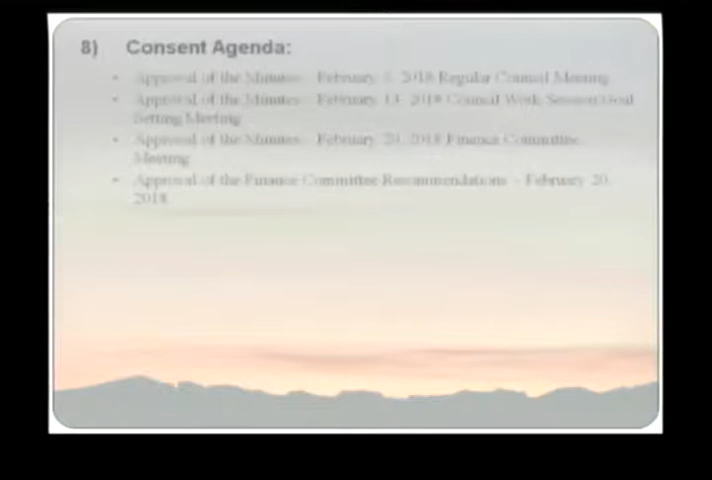 8) Consent Agenda:
• Approval of the Minutes - February 2018 Regular Council Meeting
• Approval of the Minutes - February 13, 2018 Council Work Session/Goal
Setting Meeting
• Approval of the Minutes - February 20, 2018 Finance Committee
Meeting
• Approval of the Finance Committee Recommendations - February 20,
2018